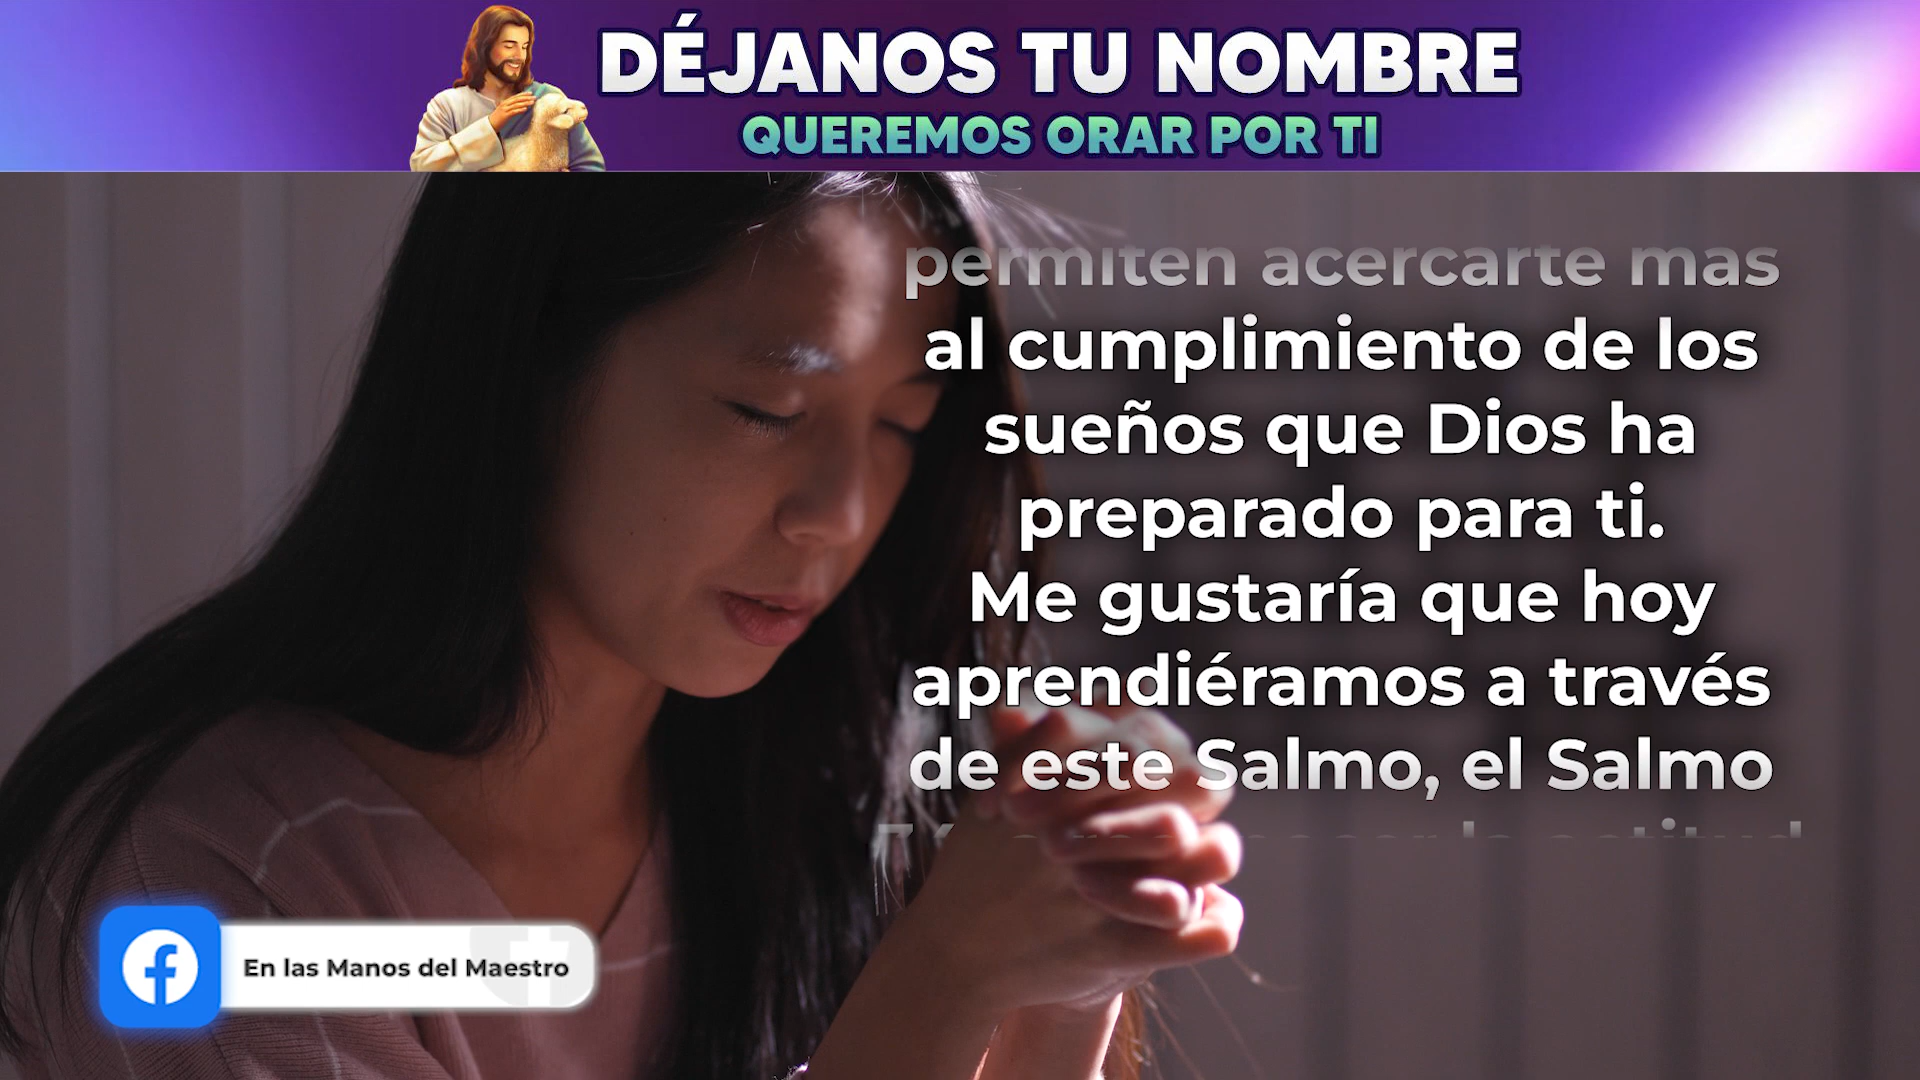 DÉJANOS TU NOMBRE
QUEREMOS ORAR POR TI
permiten acercarte mas
al cumplimiento de los
sueños que Dios ha
preparado para ti.
Me gustaría que hoy
aprendiéramos a través
de este Salmo, el Salmo
En las Manos del Maestro